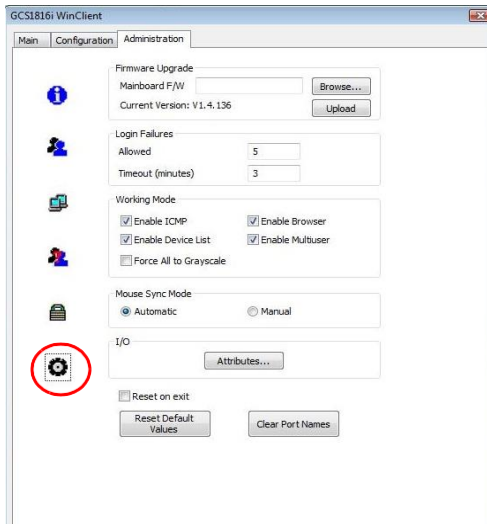 GCS1816i WinClient
Main Configuration Administration
Firmware Upgrade
Mainboard F/W Browse...
Current Version: V1.4.136 Upload
Login Failures
Allowed 5
Timeout (minutes) 3
Working Mode
Enable ICMP Enable Browser
Enable Device List Enable Multiuser
Force All to Grayscale
Mouse Sync Mode
Automatic Manual
I/O
Attributes...
Reset on exit
Reset Default
Values
Clear Port Names